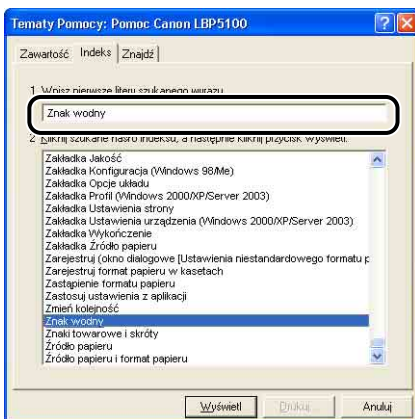 Tematy Pomocy: Pomoc Canon LBP5100
Zawartość Indeks Znajdź
1 Wpisz pierwsze litery szukanego wyrazu
Znak wodny
2 Kliknij szukane hasło indeksu, a następnie kliknij przycisk Wyświetl.
Zakładka Jakość
Zakładka Konfiguracja (Windows 98/Me)
Zakładka Opcje układu
Zakładka Profil (Windows 2000/XP/Server 2003)
Zakładka Ustawienia strony
Zakładka Ustawienia urządzenia (Windows 2000/XP/Server 2003)
Zakładka Wykończenie
Zakładka Źródło papieru
Zarejestruj (okno dialogowe [Ustawienia niestandardowego formatu p
Zarejestruj format papieru w kasetach
Zastąpienie formatu papieru
Zastosuj ustawienia z aplikacji
Zmień kolejność
Znak wodny
Znaki towarowe i skróty
Źródło papieru
Źródło papieru i format papieru
Wyświetl Drukuj... Anuluj